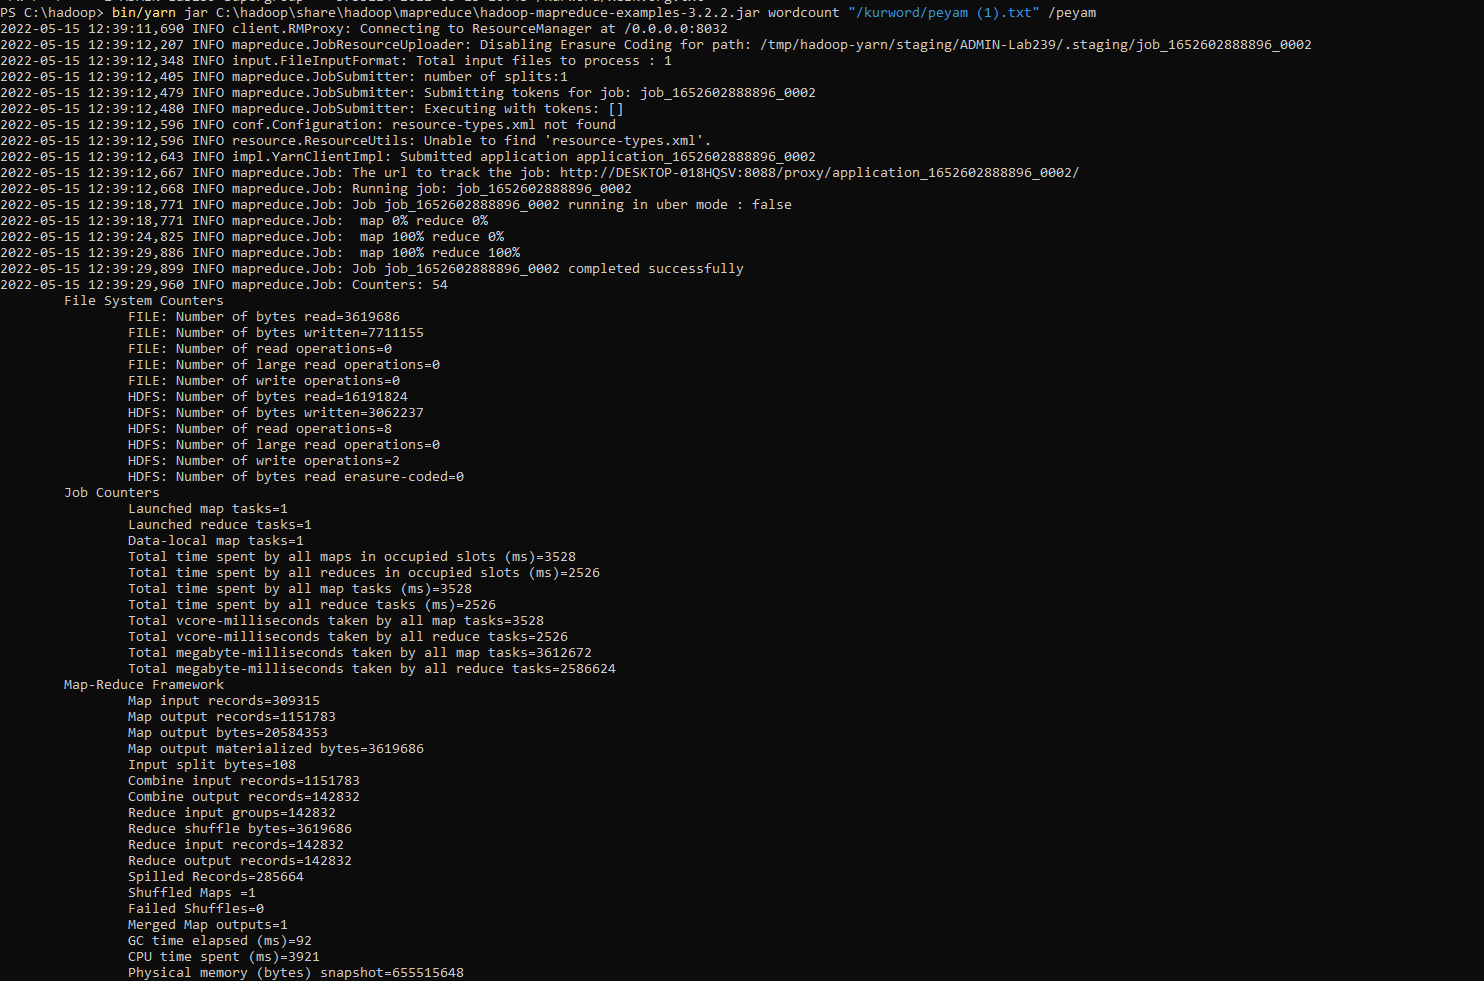 PS C:\hadoop> bin/yarn jar C:\hadoop\share\hadoop\mapreduce\hadoop-mapreduce-examples-3.2.2.jar wordcount "/kurword/peyam (1).txt" /peyam
2022-05-15 12:39:11,690 INFO client.RMProxy: Connecting to ResourceManager at /0.0.0.0:8032
2022-05-15 12:39:12,207 INFO mapreduce.JobResourceUploader: Disabling Erasure Coding for path: /tmp/hadoop-yarn/staging/ADMIN-Lab239/.staging/job_1652602888896_0002
2022-05-15 12:39:12,348 INFO input.FileInputFormat: Total input files to process : 1
2022-05-15 12:39:12,405 INFO mapreduce.JobSubmitter: number of splits:1
2022-05-15 12:39:12,479 INFO mapreduce.JobSubmitter: Submitting tokens for job: job_1652602888896_0002
2022-05-15 12:39:12,480 INFO mapreduce.JobSubmitter: Executing with tokens: []
2022-05-15 12:39:12,596 INFO conf.Configuration: resource-types.xml not found
2022-05-15 12:39:12,596 INFO resource.ResourceUtils: Unable to find 'resource-types.xml'.
2022-05-15 12:39:12,643 INFO impl.YarnClientImpl: Submitted application application_1652602888896_0002
2022-05-15 12:39:12,667 INFO mapreduce.Job: The url to track the job: http://DESKTOP-018HQSV:8088/proxy/application_1652602888896_0002/
2022-05-15 12:39:12,668 INFO mapreduce.Job: Running job: job_1652602888896_0002
2022-05-15 12:39:18,771 INFO mapreduce.Job: Job job_1652602888896_0002 running in uber mode : false
2022-05-15 12:39:18,771 INFO mapreduce.Job:  map 0% reduce 0%
2022-05-15 12:39:24,825 INFO mapreduce.Job:  map 100% reduce 0%
2022-05-15 12:39:29,886 INFO mapreduce.Job:  map 100% reduce 100%
2022-05-15 12:39:29,899 INFO mapreduce.Job: Job job_1652602888896_0002 completed successfully
2022-05-15 12:39:29,960 INFO mapreduce.Job: Counters: 54
File System Counters
FILE: Number of bytes read=3619686
FILE: Number of bytes written=7711155
FILE: Number of read operations=0
FILE: Number of large read operations=0
FILE: Number of write operations=0
HDFS: Number of bytes read=16191824
HDFS: Number of bytes written=3062237
HDFS: Number of read operations=8
HDFS: Number of large read operations=0
HDFS: Number of write operations=2
HDFS: Number of bytes read erasure-coded=0
Job Counters
Launched map tasks=1
Launched reduce tasks=1
Data-local map tasks=1
Total time spent by all maps in occupied slots (ms)=3528
Total time spent by all reduces in occupied slots (ms)=2526
Total time spent by all map tasks (ms)=3528
Total time spent by all reduce tasks (ms)=2526
Total vcore-milliseconds taken by all map tasks=3528
Total vcore-milliseconds taken by all reduce tasks=2526
Total megabyte-milliseconds taken by all map tasks=3612672
Total megabyte-milliseconds taken by all reduce tasks=2586624
Map-Reduce Framework
Map input records=309315
Map output records=1151783
Map output bytes=20584353
Map output materialized bytes=3619686
Input split bytes=108
Combine input records=1151783
Combine output records=142832
Reduce input groups=142832
Reduce shuffle bytes=3619686
Reduce input records=142832
Reduce output records=142832
Spilled Records=285664
Shuffled Maps =1
Failed Shuffles=0
Merged Map outputs=1
GC time elapsed (ms)=92
CPU time spent (ms)=3921
Physical memory (bytes) snapshot=655515648